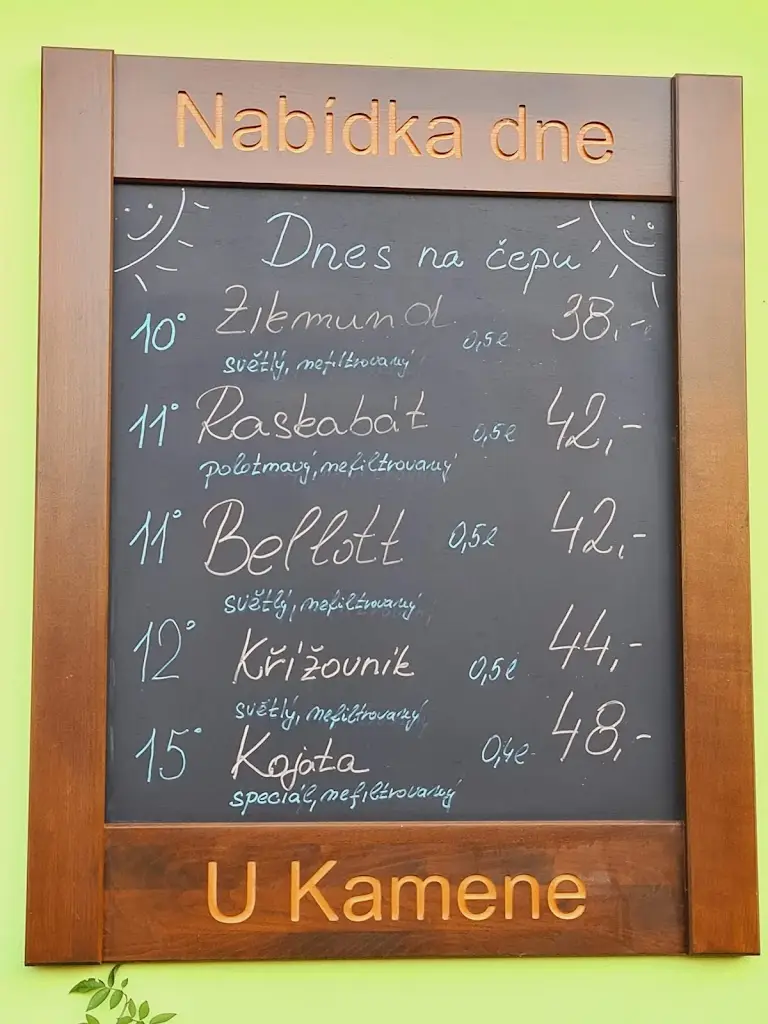 Nabídka dne
Dnes na čepu
10° Zikmund 0,5l 38,-
světlý, nefiltrovaný
11° Raskabát 0,5l 42,-
polotmavý, nefiltrovaný
11° Bellott 0,5l 42,-
světlý, nefiltrovaný
12° Křížovnik 0,5l 44,-
světlý, nefiltrovaný
15° Kojata 0,4l 48,-
speciál, nefiltrovaný
U Kamene